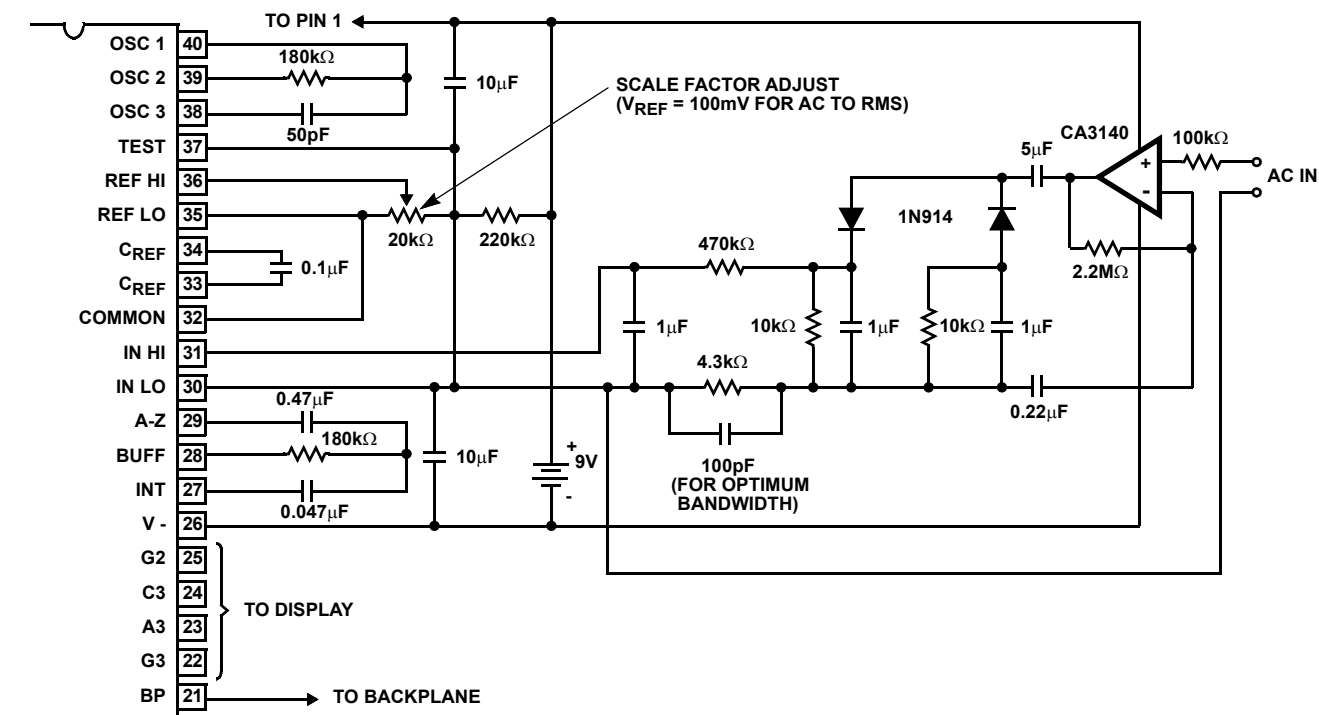 TO PIN 1
OSC 1 40
180kΩ
OSC 2 39
10μF
SCALE FACTOR ADJUST
(VREF = 100mV FOR AC TO RMS)
OSC 3 38
50pF
TEST 37
CA3140
100kΩ
5μF
+
-
AC IN
REF HI 36
REF LO 35
20kΩ
220kΩ
1N914
470kΩ
CREF 34
0.1μF
CREF 33
2.2MΩ
COMMON 32
1μF
10kΩ
1μF
10kΩ
1μF
IN HI 31
4.3kΩ
IN LO 30
0.47μF
0.22μF
A-Z 29
180kΩ
BUFF 28
10μF
+
9V
-
100pF
(FOR OPTIMUM
BANDWIDTH)
INT 27
0.047μF
V - 26
G2 25
C3 24
TO DISPLAY
A3 23
G3 22
BP 21
TO BACKPLANE